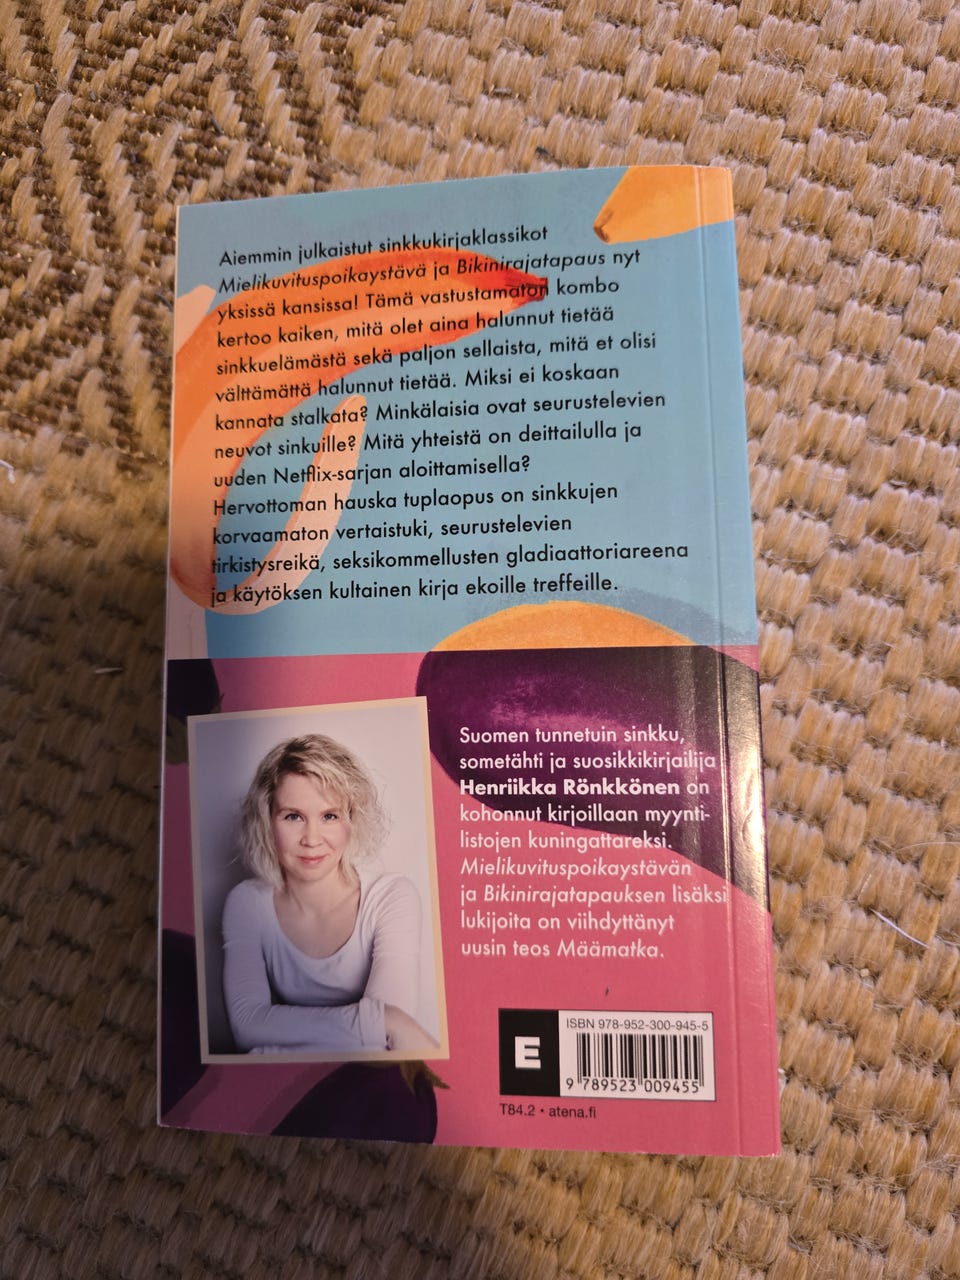 Aiemmin julkaistut sinkkukirjaklassikot
Mielikuvituspoikaystävä ja Bikinirajatapaus nyt
yksissä kansissa! Tämä vastustamaton kombo
kertoo kaiken, mitä olet aina halunnut tietää
sinkkuelämästä sekä paljon sellaista, mitä et olisi
välttämättä halunnut tietää. Miksi ei koskaan
kannata stalkata? Minkälaisia ovat seurustelevien
neuvot sinkuille? Mitä yhteistä on deittailulla ja
uuden Netflix-sarjan aloittamisella?
Hervottoman hauska tuplaopus on sinkkujen
korvaamaton vertaistuki, seurustelevien
tirkistysreikä, seksikommellusten gladiaattoriareena
ja käytöksen kultainen kirja ekoille treffeille.
Suomen tunnetuin sinkku,
sometähti ja suosikkikirjailija
Henriikka Rönkkönen on
kohonnut kirjoillaan myynti-
listojen kuningattareksi.
Mielikuvituspoikaystävän
ja Bikinirajatapauksen lisäksi
lukijoita on viihdyttänyt
uusin teos Määmatka.
ISBN 978-952-300-945-5
E
9 789523 009455
T84.2 • atena.fi